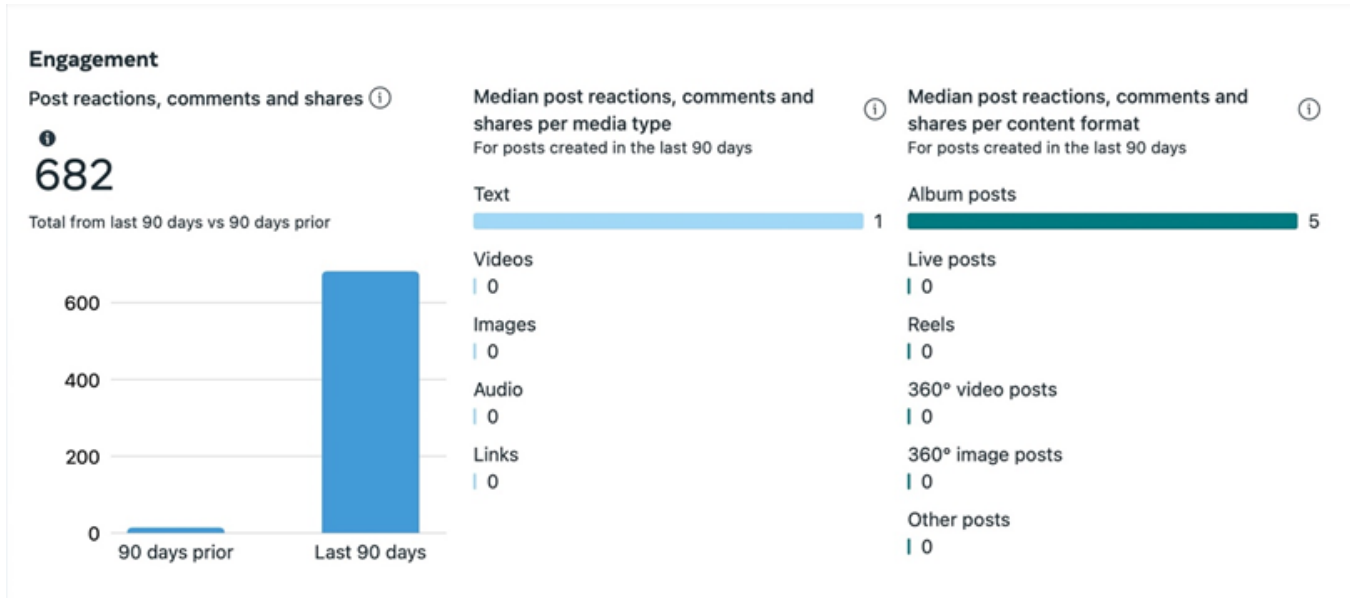 Engagement
Post reactions, comments and shares
682
Total from last 90 days vs 90 days prior
600
400
200
0
90 days prior
Last 90 days
Median post reactions, comments and
shares per media type
For posts created in the last 90 days
Text
1
Videos
0
Images
0
Audio
0
Links
0
Median post reactions, comments and
shares per content format
For posts created in the last 90 days
Album posts
5
Live posts
0
Reels
0
360° video posts
0
360° image posts
0
Other posts
0